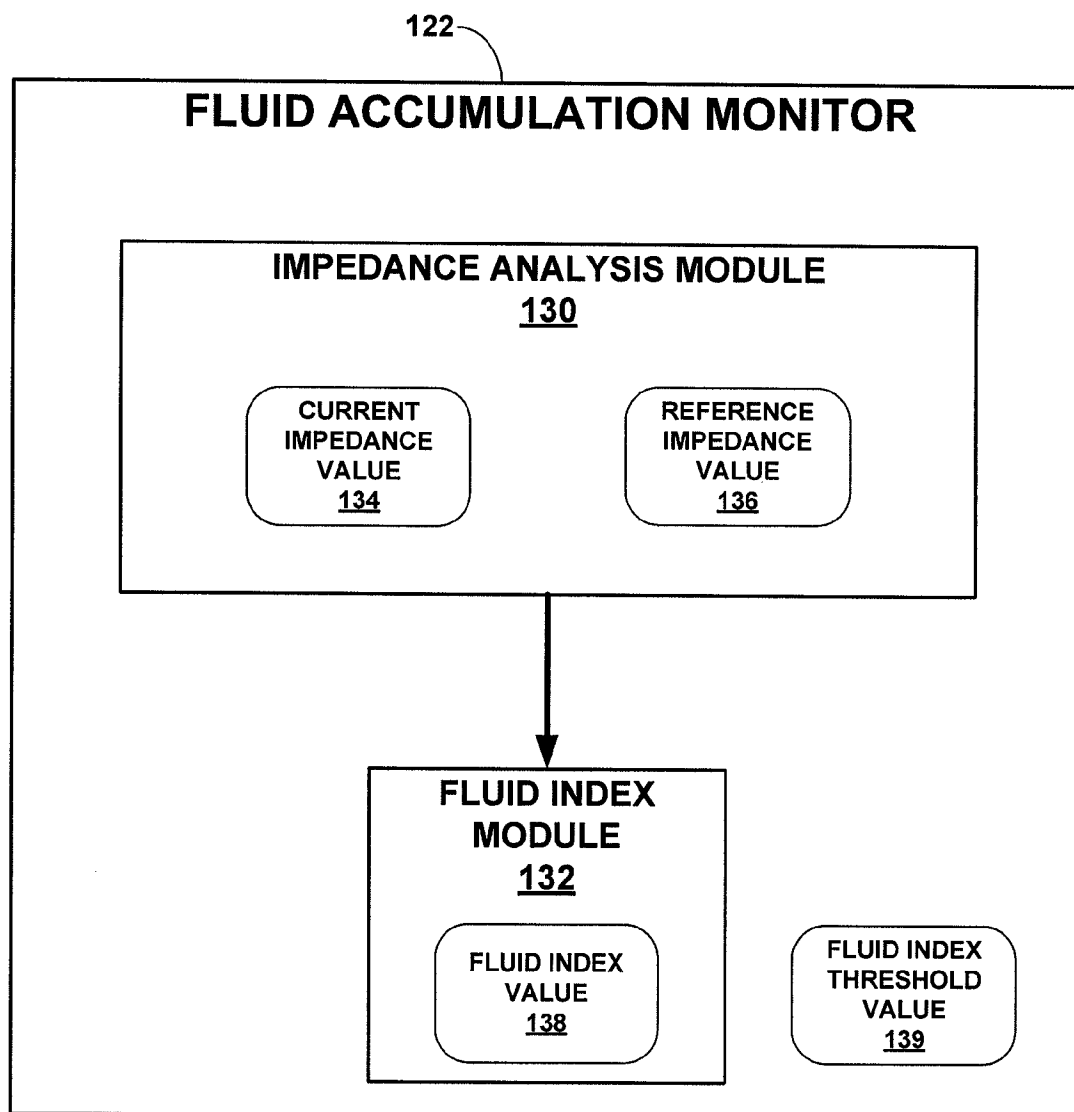 122
FLUID ACCUMULATION MONITOR
IMPEDANCE ANALYSIS MODULE
130
CURRENT
IMPEDANCE
VALUE
134
REFERENCE
IMPEDANCE
VALUE
136
FLUID INDEX
MODULE
132
FLUID INDEX
VALUE
138
FLUID INDEX
THRESHOLD
VALUE
139